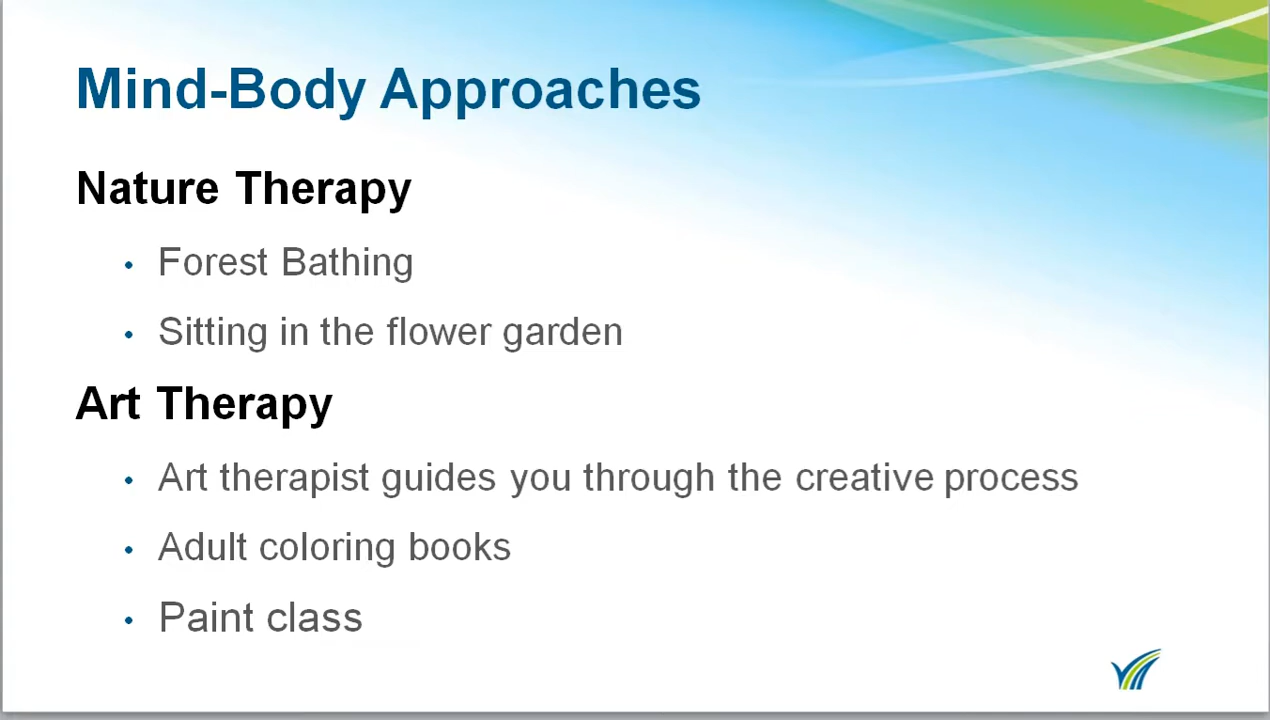 Mind-Body Approaches
Nature Therapy
• Forest Bathing
• Sitting in the flower garden
Art Therapy
• Art therapist guides you through the creative process
• Adult coloring books
• Paint class